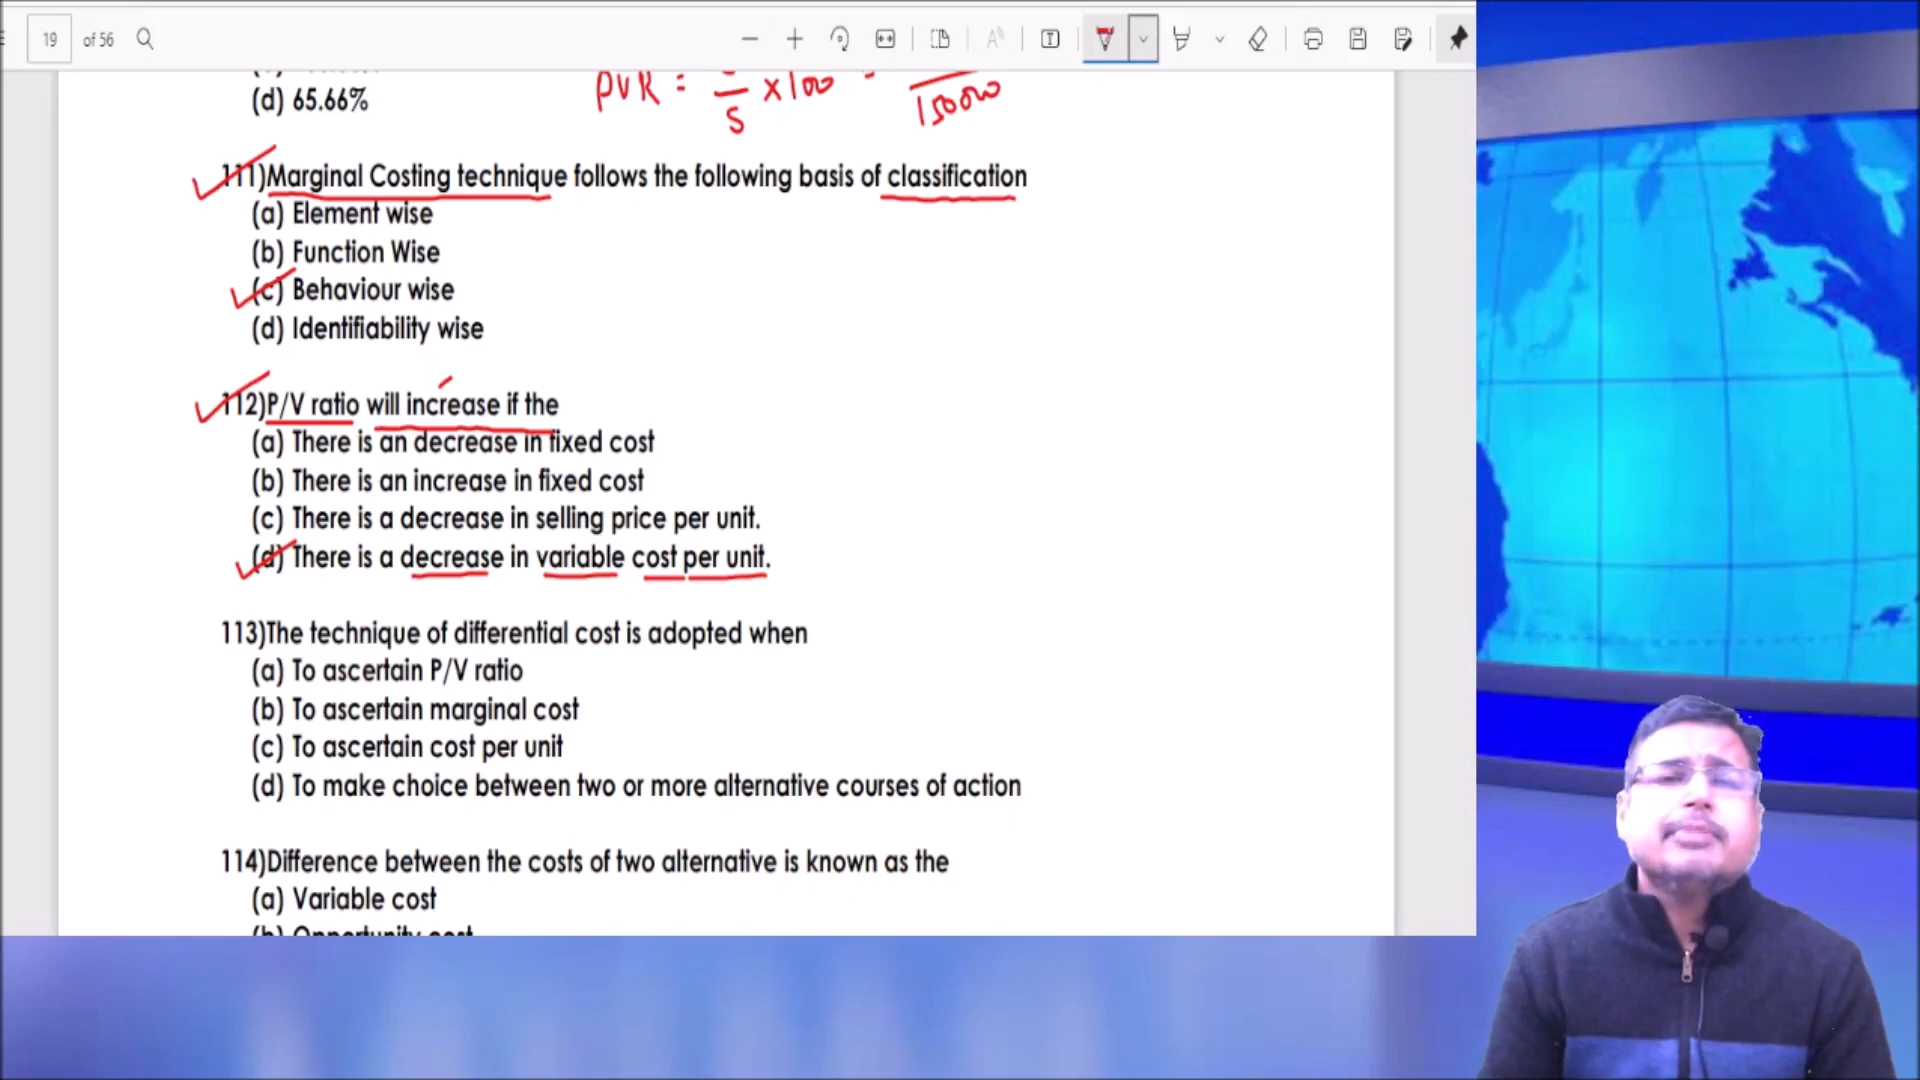 19 of 56
(d) 65.66%
PVR = /S ×100 = /150000
111)Marginal Costing technique follows the following basis of classification
(a) Element wise
(b) Function Wise
(c) Behaviour wise
(d) Identifiability wise
112)P/V ratio will increase if the
(a) There is an decrease in fixed cost
(b) There is an increase in fixed cost
(c) There is a decrease in selling price per unit.
(d) There is a decrease in variable cost per unit.
113)The technique of differential cost is adopted when
(a) To ascertain P/V ratio
(b) To ascertain marginal cost
(c) To ascertain cost per unit
(d) To make choice between two or more alternative courses of action
114)Difference between the costs of two alternative is known as the
(a) Variable cost
(b) Opportunity cost